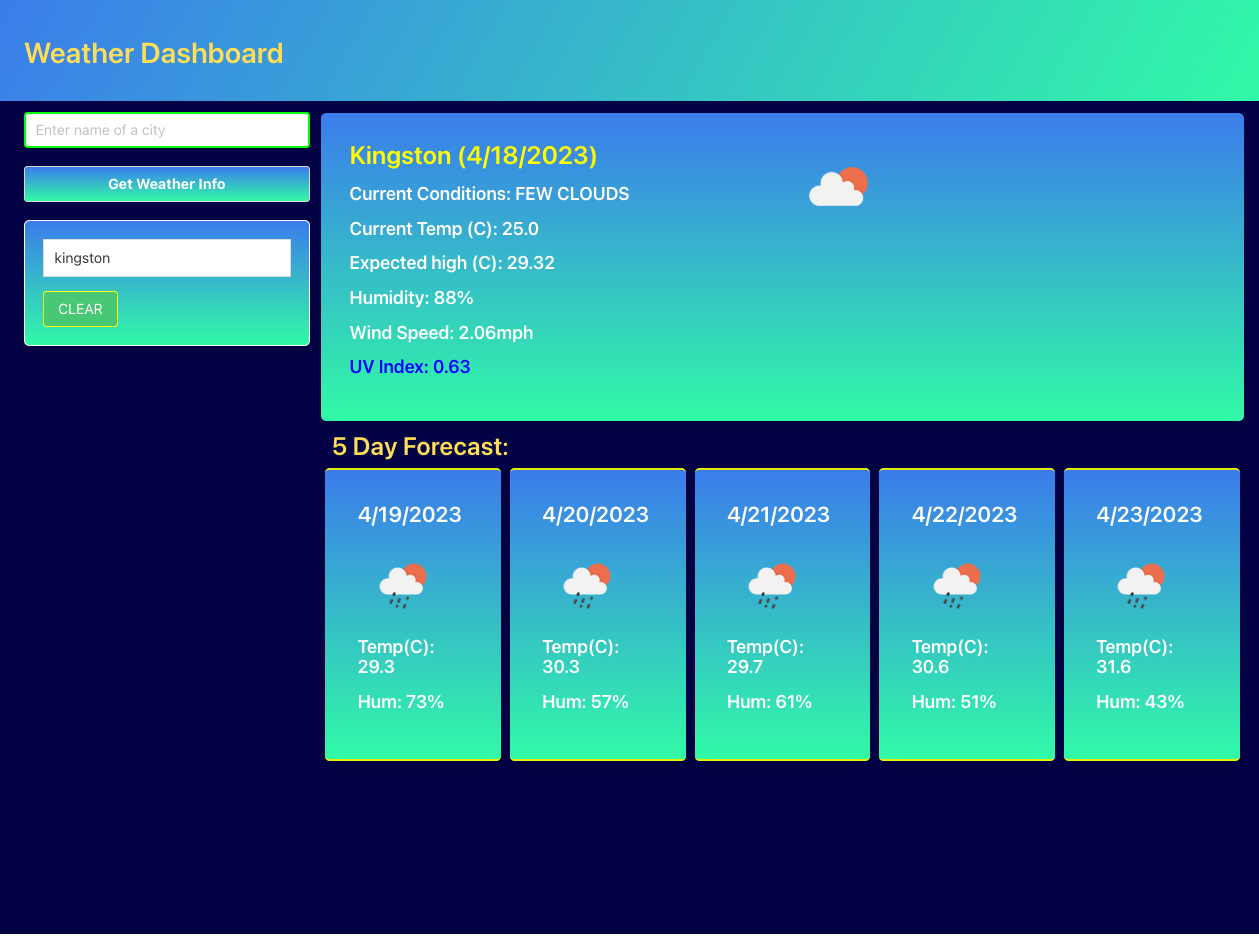 Weather Dashboard
Enter name of a city
Get Weather Info
kingston
CLEAR
Kingston (4/18/2023)
Current Conditions: FEW CLOUDS
Current Temp (C): 25.0
Expected high (C): 29.32
Humidity: 88%
Wind Speed: 2.06mph
UV Index: 0.63
5 Day Forecast:
4/19/2023
Temp(C):
29.3
Hum: 73%
4/20/2023
Temp(C):
30.3
Hum: 57%
4/21/2023
Temp(C):
29.7
Hum: 61%
4/22/2023
Temp(C):
30.6
Hum: 51%
4/23/2023
Temp(C):
31.6
Hum: 43%